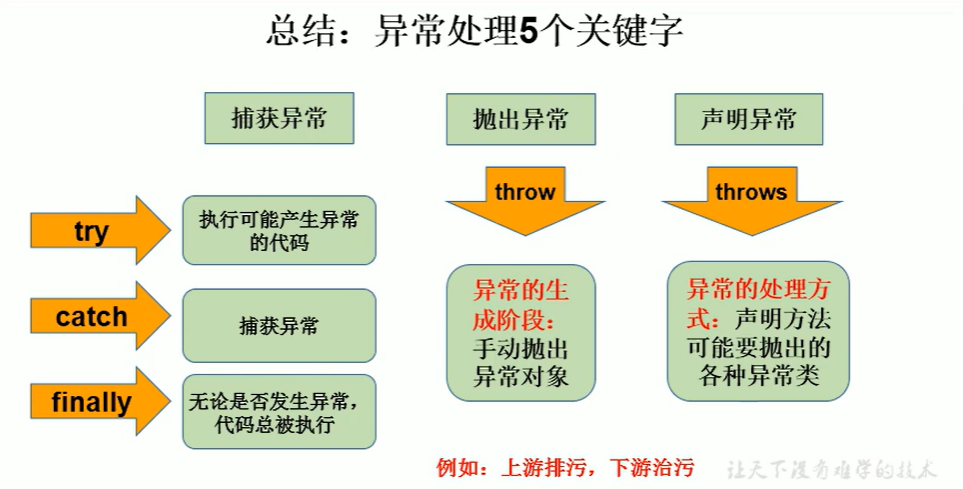 总结：异常处理5个关键字
捕获异常
抛出异常
声明异常
throw
throws
try
执行可能产生异常
的代码
catch
捕获异常
finally
无论是否发生异常，
代码总被执行
异常的生
成阶段：
手动抛出
异常对象
异常的处理方
式：声明方法
可能要抛出的
各种异常类
例如：上游排污，下游治污
让天下没有难学的技术